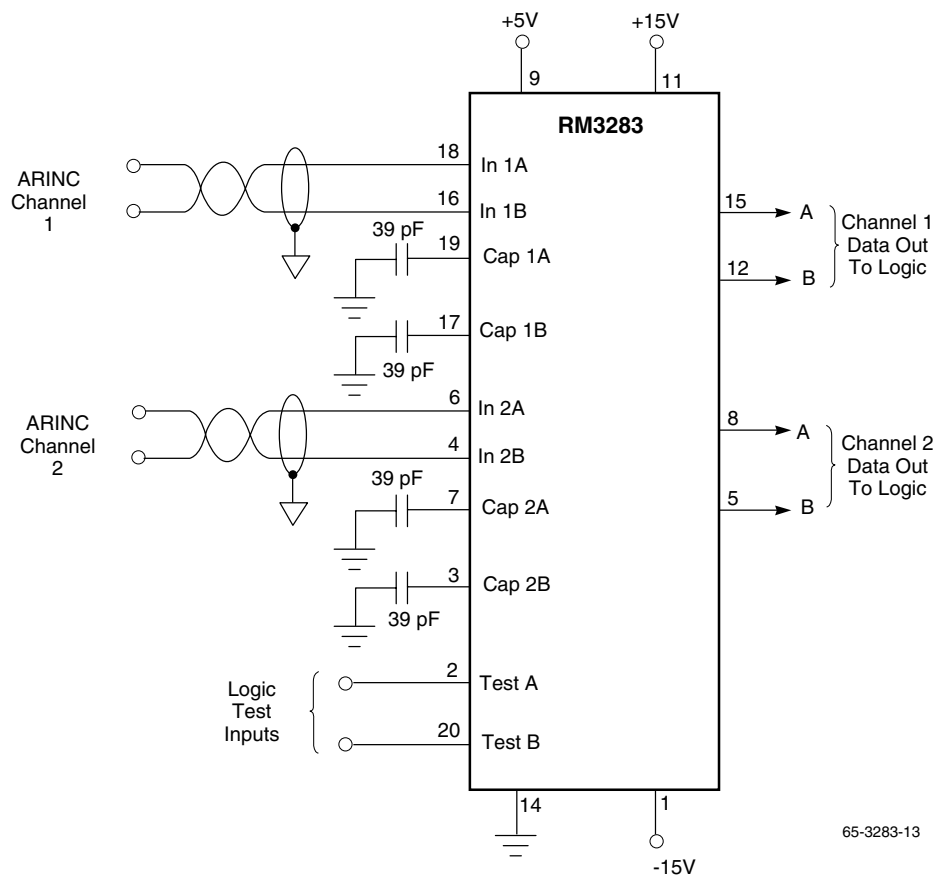 +5V
+15V
9
11
RM3283
ARINC
Channel
1
18
In 1A
16
In 1B
39 pF
19
Cap 1A
17
Cap 1B
39 pF
15
A
12
B
Channel 1
Data Out
To Logic
ARINC
Channel
2
6
In 2A
4
In 2B
39 pF
7
Cap 2A
3
Cap 2B
39 pF
8
A
5
B
Channel 2
Data Out
To Logic
Logic
Test
Inputs
2
Test A
20
Test B
14
1
-15V
65-3283-13